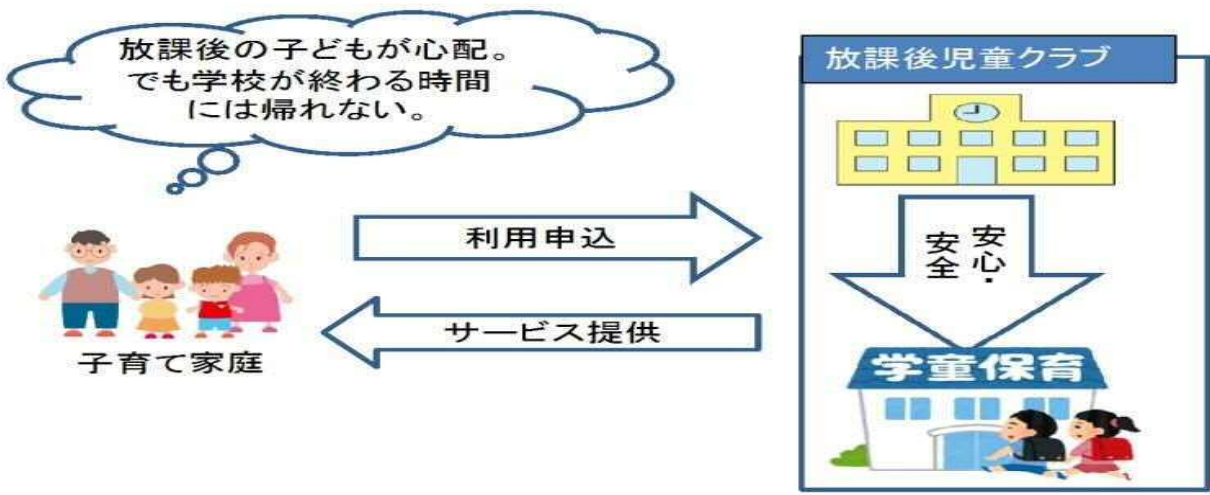 放課後の子どもが心配。
でも学校が終わる時間
には帰れない。
放課後児童クラブ
利用申込
安心・
安全
サービス提供
子育て家庭
学童保育